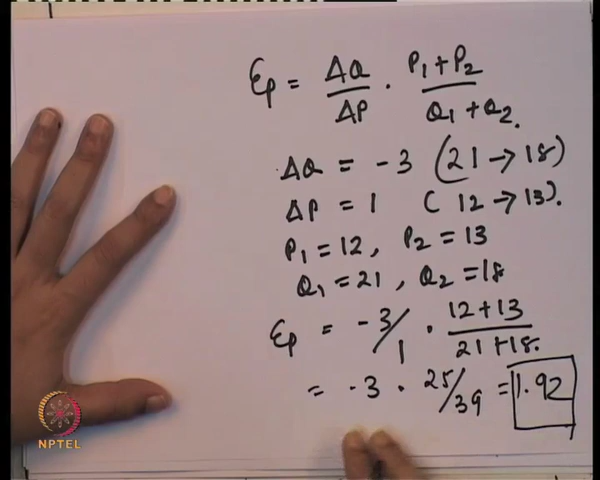 Ep = ΔQ/ΔP · P1+P2/Q1+Q2.
ΔQ = -3 (21 → 18)
ΔP = 1 ( 12 → 13).
P1 = 12, P2 = 13
Q1 = 21, Q2 = 18
Ep = -3/1 · 12+13/21+18.
= -3 · 25/39 = 1.92
NPTEL